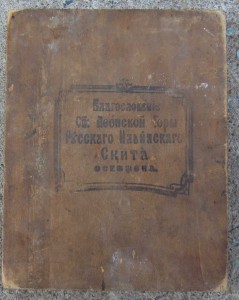 Благословеніе
Св. Аѳонской Горы
Русскаго Ильинскаго
Скита